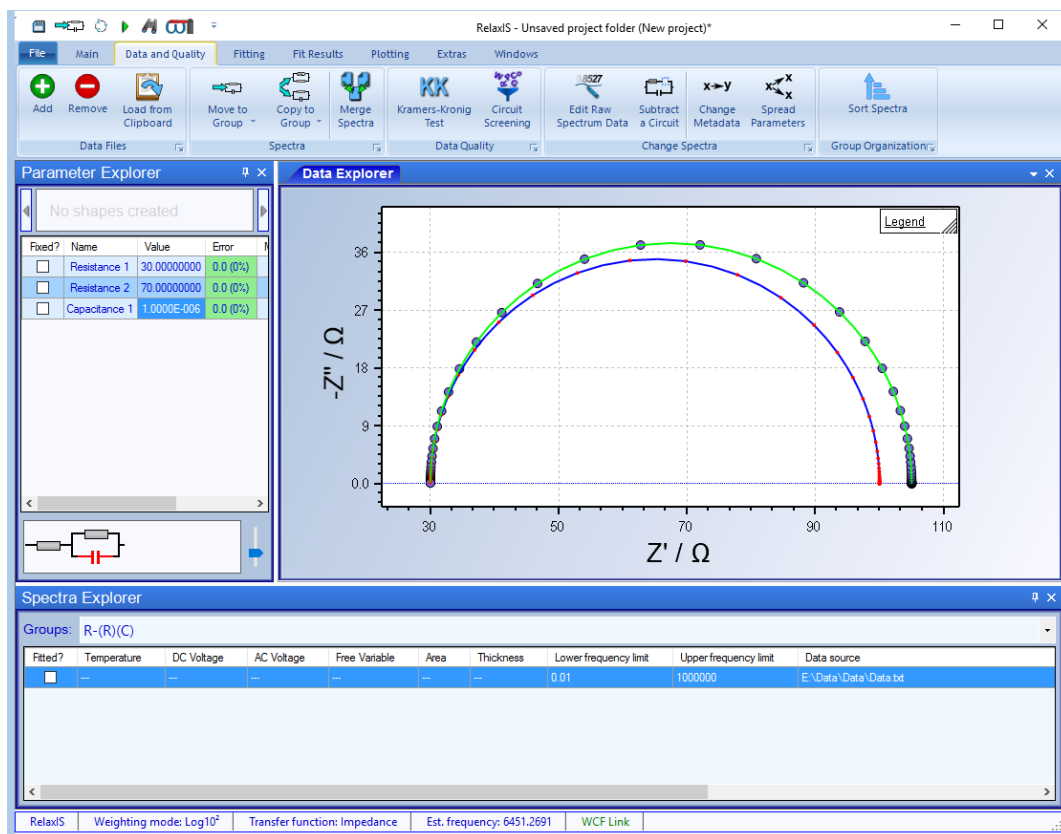 RelaxIS - Unsaved project folder (New project)*
File Main Data and Quality Fitting Fit Results Plotting Extras Windows
Add Remove Load from Clipboard Move to Group Copy to Group Merge Spectra KK Kramers-Kronig Test Circuit Screening 0.8527 Edit Raw Spectrum Data Subtract a Circuit x→y Change Metadata Spread Parameters Sort Spectra
Data Files Spectra Data Quality Change Spectra Group Organization
Parameter Explorer
No shapes created
Fixed? Name Value Error
Resistance 1 30.00000000 0.0 (0%)
Resistance 2 70.00000000 0.0 (0%)
Capacitance 1 1.0000E-006 0.0 (0%)
Data Explorer
Legend
-Z'' / Ω
36
27
18
9
0.0
30 50 70 90 110
Z' / Ω
Spectra Explorer
Groups: R-(R)(C)
Fitted? Temperature DC Voltage AC Voltage Free Variable Area Thickness Lower frequency limit Upper frequency limit Data source
--- --- --- --- --- --- 0.01 1000000 E:\Data\Data\Data.txt
RelaxIS Weighting mode: Log10² Transfer function: Impedance Est. frequency: 6451.2691 WCF Link